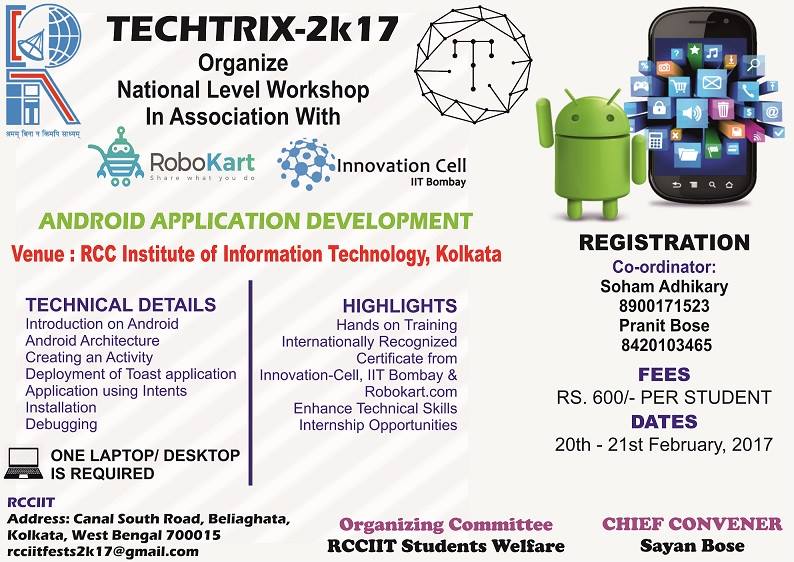 TECHTRIX-2k17
Organize
National Level Workshop
In Association With
श्रमम् बिना न किमपि साध्यम्
RoboKart
Share what you do
Innovation Cell
IIT Bombay
ANDROID APPLICATION DEVELOPMENT
Venue : RCC Institute of Information Technology, Kolkata
TECHNICAL DETAILS
Introduction on Android
Android Architecture
Creating an Activity
Deployment of Toast application
Application using Intents
Installation
Debugging
HIGHLIGHTS
Hands on Training
Internationally Recognized
Certificate from
Innovation-Cell, IIT Bombay &
Robokart.com
Enhance Technical Skills
Internship Opportunities
REGISTRATION
Co-ordinator:
Soham Adhikary
8900171523
Pranit Bose
8420103465
FEES
RS. 600/- PER STUDENT
DATES
20th - 21st February, 2017
ONE LAPTOP/ DESKTOP
IS REQUIRED
RCCIIT
Address: Canal South Road, Beliaghata,
Kolkata, West Bengal 700015
rcciitfests2k17@gmail.com
Organizing Committee
RCCIIT Students Welfare
CHIEF CONVENER
Sayan Bose